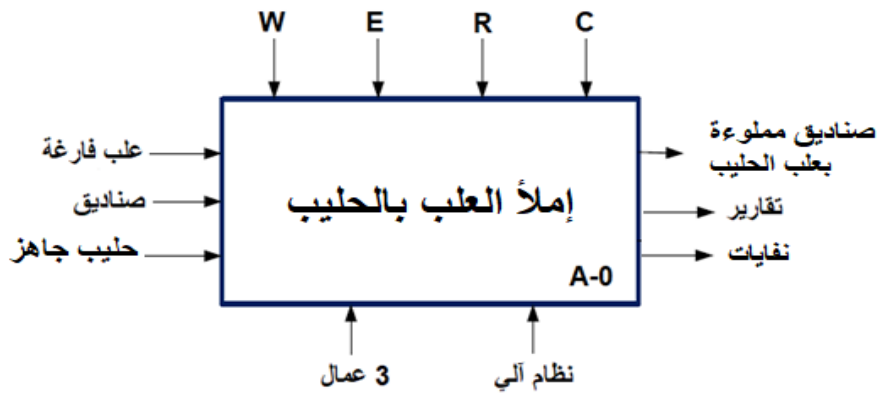 W E R C
علب فارغة
صناديق
حليب جاهز
إملأ العلب بالحليب
A-0
صناديق مملوءة
بعلب الحليب
تقارير
نفايات
3 عمال
نظام آلي